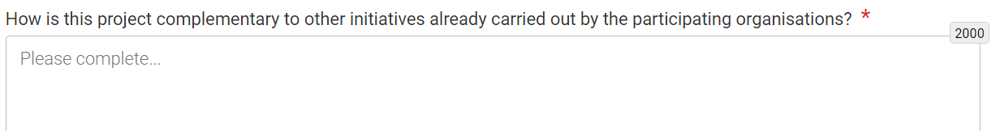 How is this project complementary to other initiatives already carried out by the participating organisations? *
2000
Please complete...